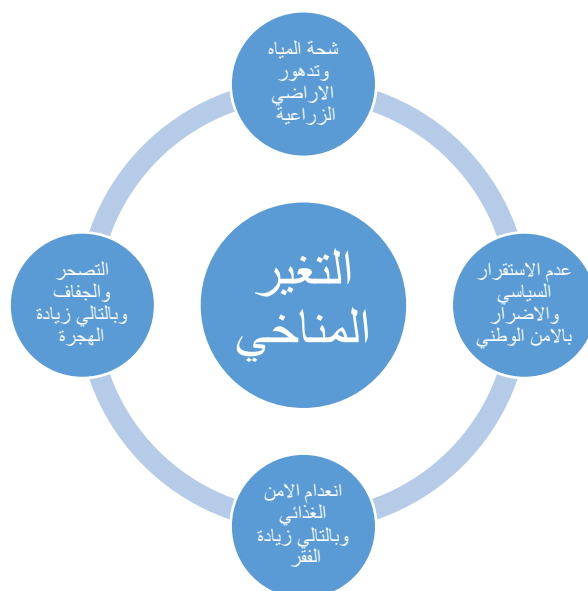 شحة المياه
وتدهور
الاراضي
الزراعية
عدم الاستقرار
السياسي
والاضرار
بالامن الوطني
انعدام الامن
الغذائي
وبالتالي زيادة
الفقر
التصحر
والجفاف
وبالتالي زيادة
الهجرة
التغير
المناخي